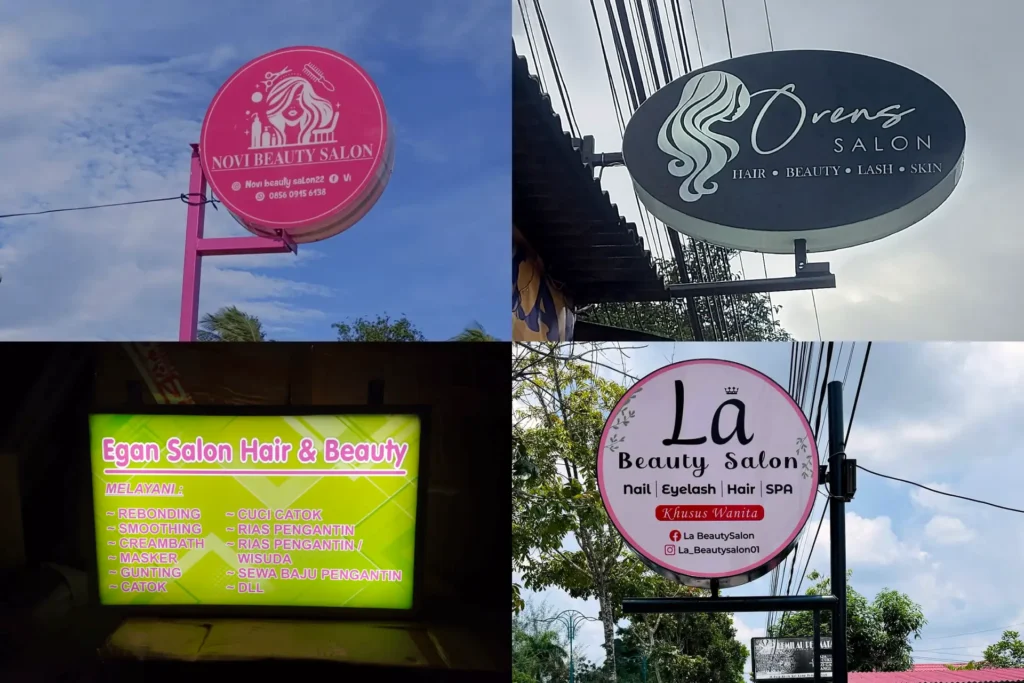 NOVI BEAUTY SALON
Novi beauty salon22 Vi
0856 0915 6138
Orens
SALON
HAIR • BEAUTY • LASH • SKIN
Egan Salon Hair & Beauty
MELAYANI :
~ REBONDING
~ SMOOTHING
~ CREAMBATH
~ MASKER
~ GUNTING
~ CATOK
~ CUCI CATOK
~ RIAS PENGANTIN
~ RIAS PENGANTIN /
WISUDA
~ SEWA BAJU PENGANTIN
~ DLL
La
Beauty Salon
Nail | Eyelash | Hair | SPA
Khusus Wanita
La BeautySalon
La_Beautysalon01